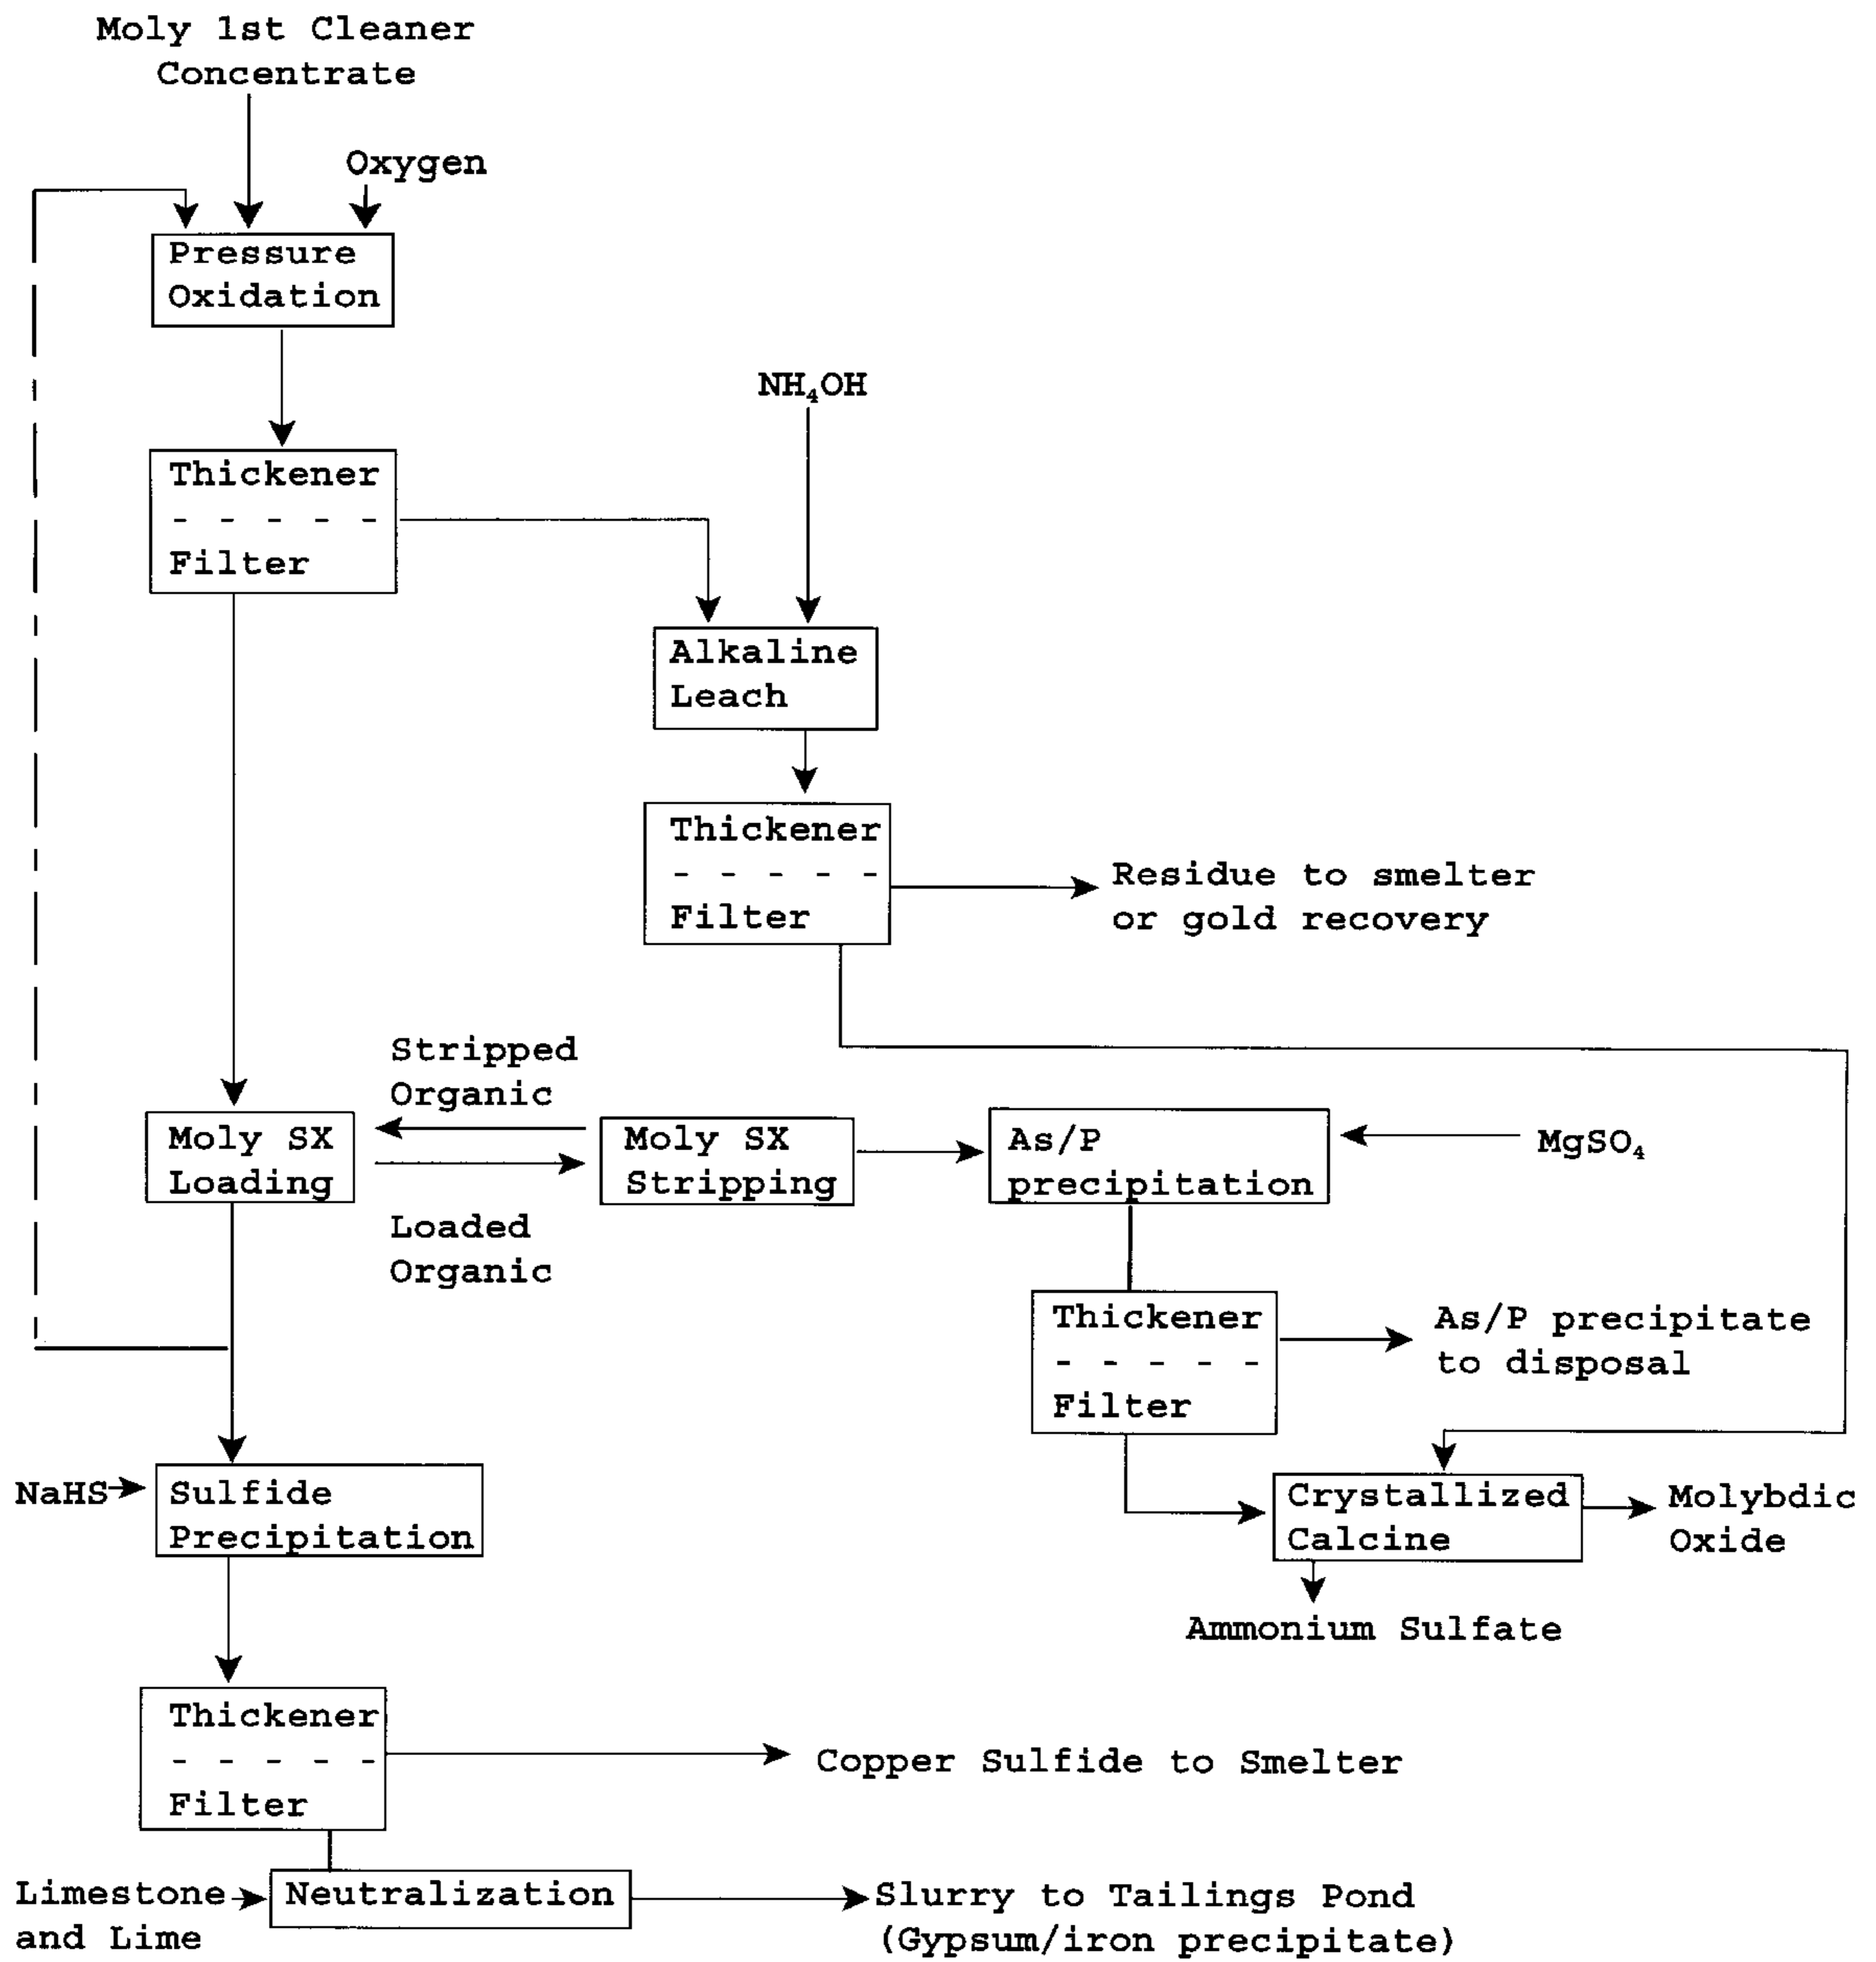 Moly 1st Cleaner
Concentrate
Oxygen
Pressure
Oxidation
NH₄OH
Thickener
- - - - -
Filter
Alkaline
Leach
Thickener
- - - - -
Filter
Residue to smelter
or gold recovery
Stripped
Organic
Moly SX
Loading
Moly SX
Stripping
As/P
precipitation
MgSO₄
Loaded
Organic
Thickener
- - - - -
Filter
As/P precipitate
to disposal
NaHS
Sulfide
Precipitation
Crystallized
Calcine
Molybdic
Oxide
Ammonium Sulfate
Thickener
- - - - -
Filter
Copper Sulfide to Smelter
Limestone
and Lime
Neutralization
Slurry to Tailings Pond
(Gypsum/iron precipitate)